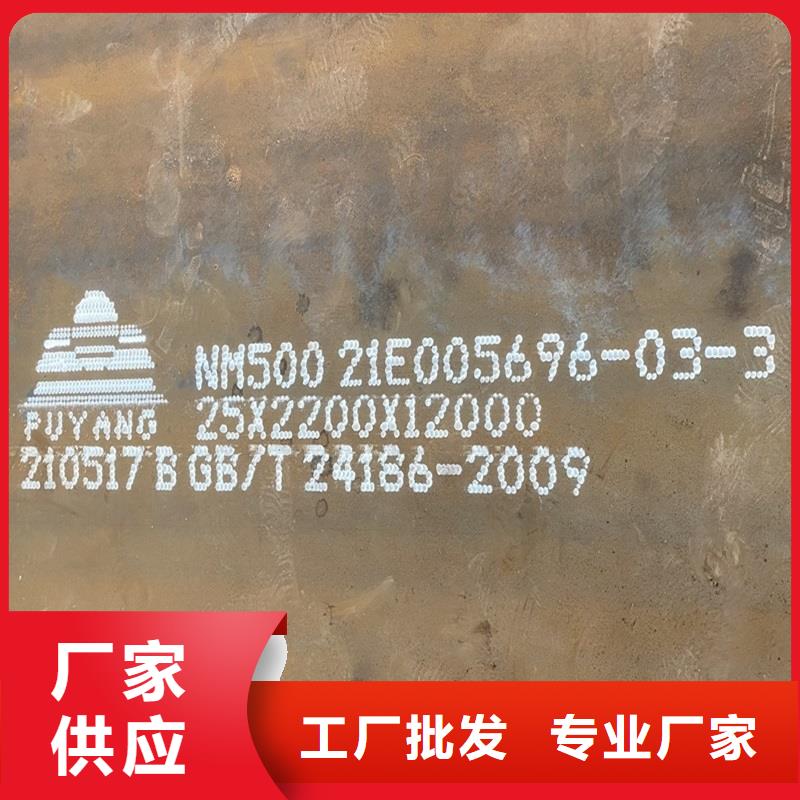 NM500 21E005696-03-3
FUYANG 25X2200X12000
210517B GB/T 24186-2009
厂家
供应
工厂批发 专业厂家